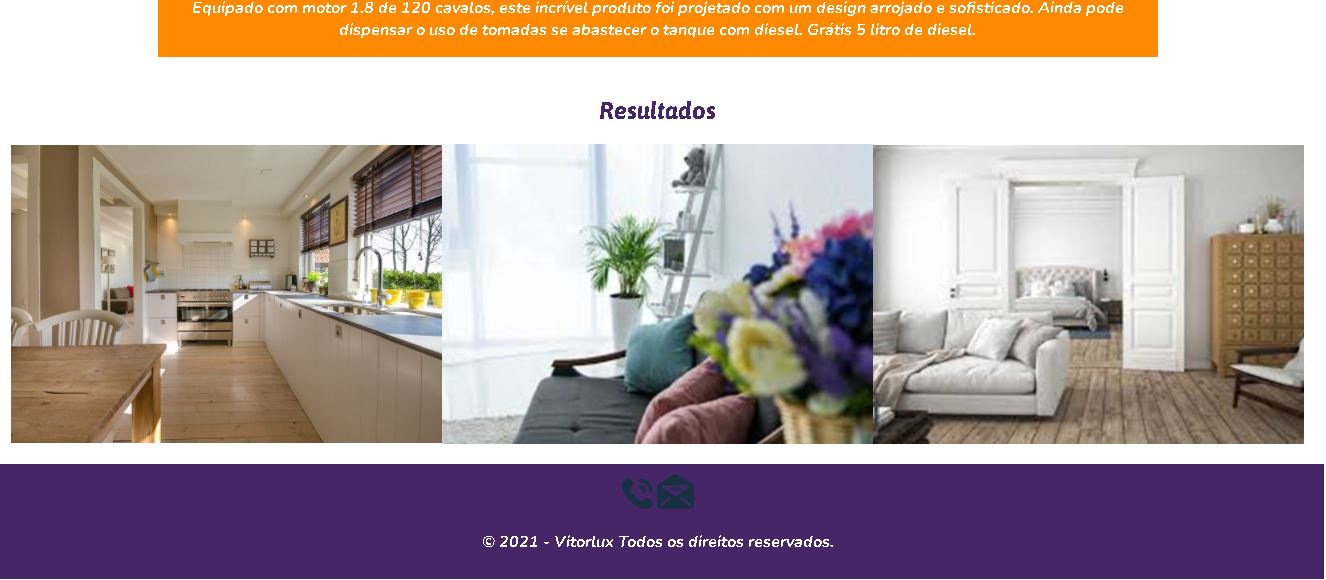 Equipado com motor 1.8 de 120 cavalos, este incrível produto foi projetado com um design arrojado e sofisticado. Ainda pode
dispensar o uso de tomadas se abastecer o tanque com diesel. Grátis 5 litro de diesel.
Resultados
© 2021 - Vitorlux Todos os direitos reservados.